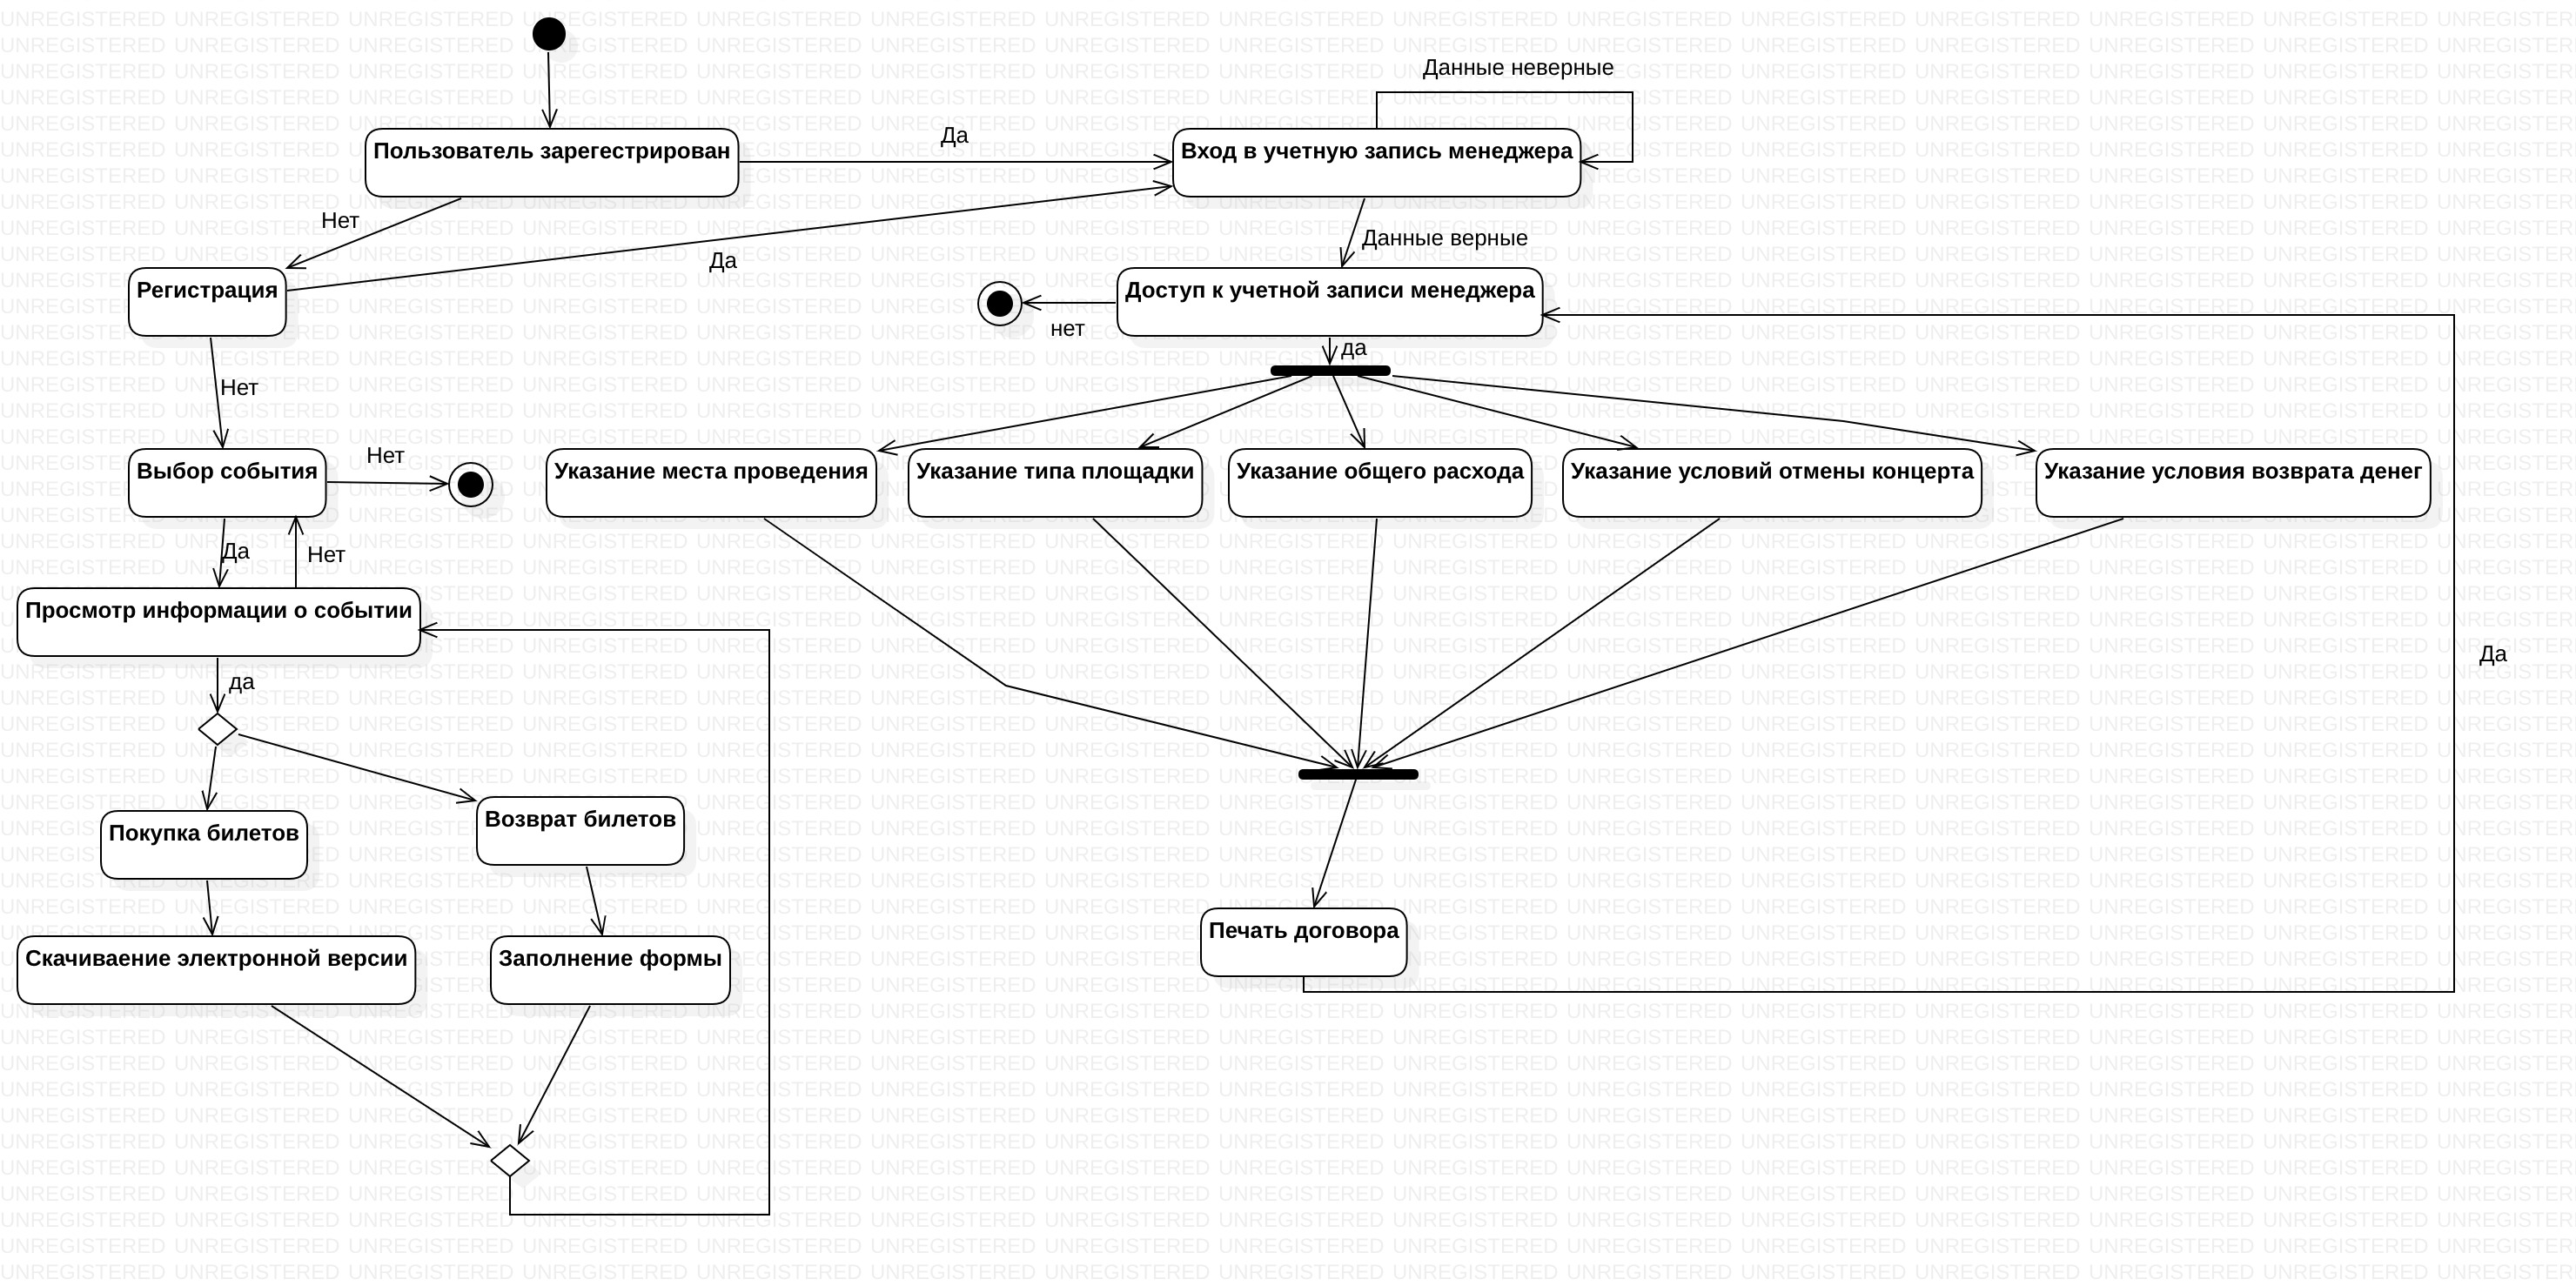 Данные неверные
Пользователь зарегестрирован
Да
Вход в учетную запись менеджера
Нет
Данные верные
Да
Регистрация
Доступ к учетной записи менеджера
нет
да
Нет
Выбор события
Нет
Указание места проведения
Указание типа площадки
Указание общего расхода
Указание условий отмены концерта
Указание условия возврата денег
Да
Нет
Просмотр информации о событии
Да
да
Покупка билетов
Возврат билетов
Печать договора
Скачиваение электронной версии
Заполнение формы
UNREGISTERED